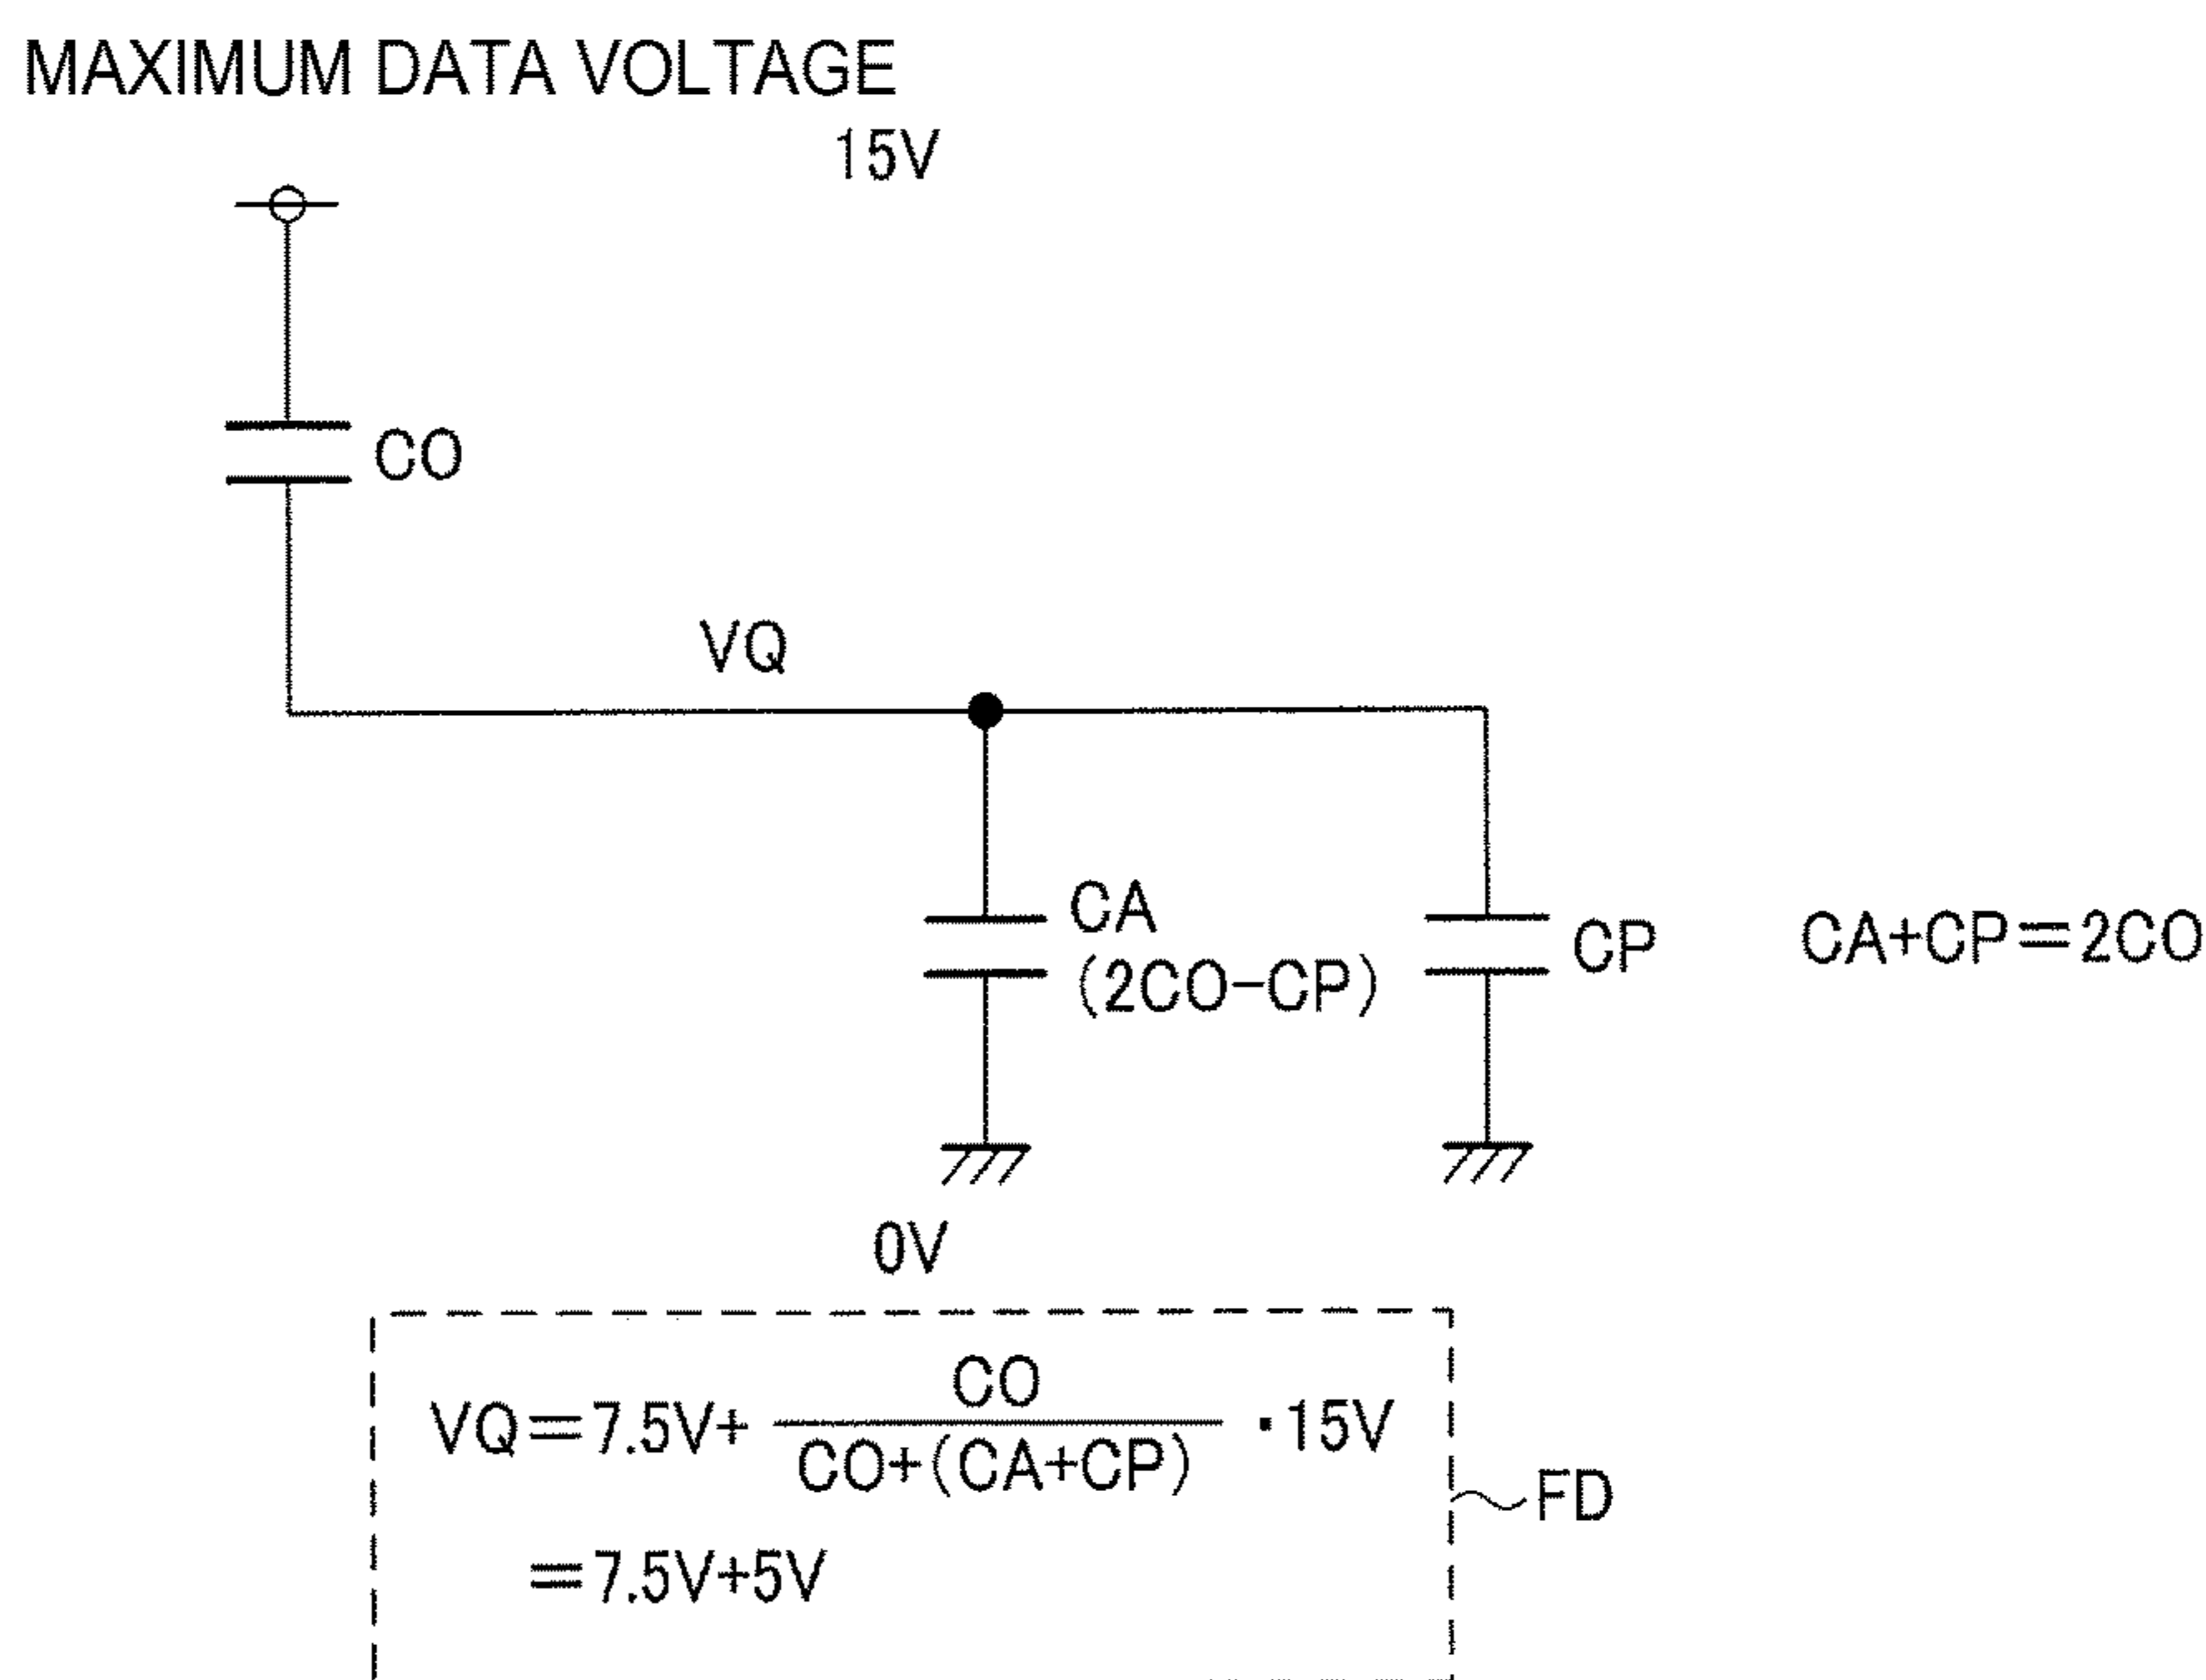 MAXIMUM DATA VOLTAGE
15V
CO
VQ
CA
(2CO-CP)
CP
CA+CP=2CO
0V
VQ=7.5V+ CO
CO+(CA+CP) ·15V
FD
=7.5V+5V